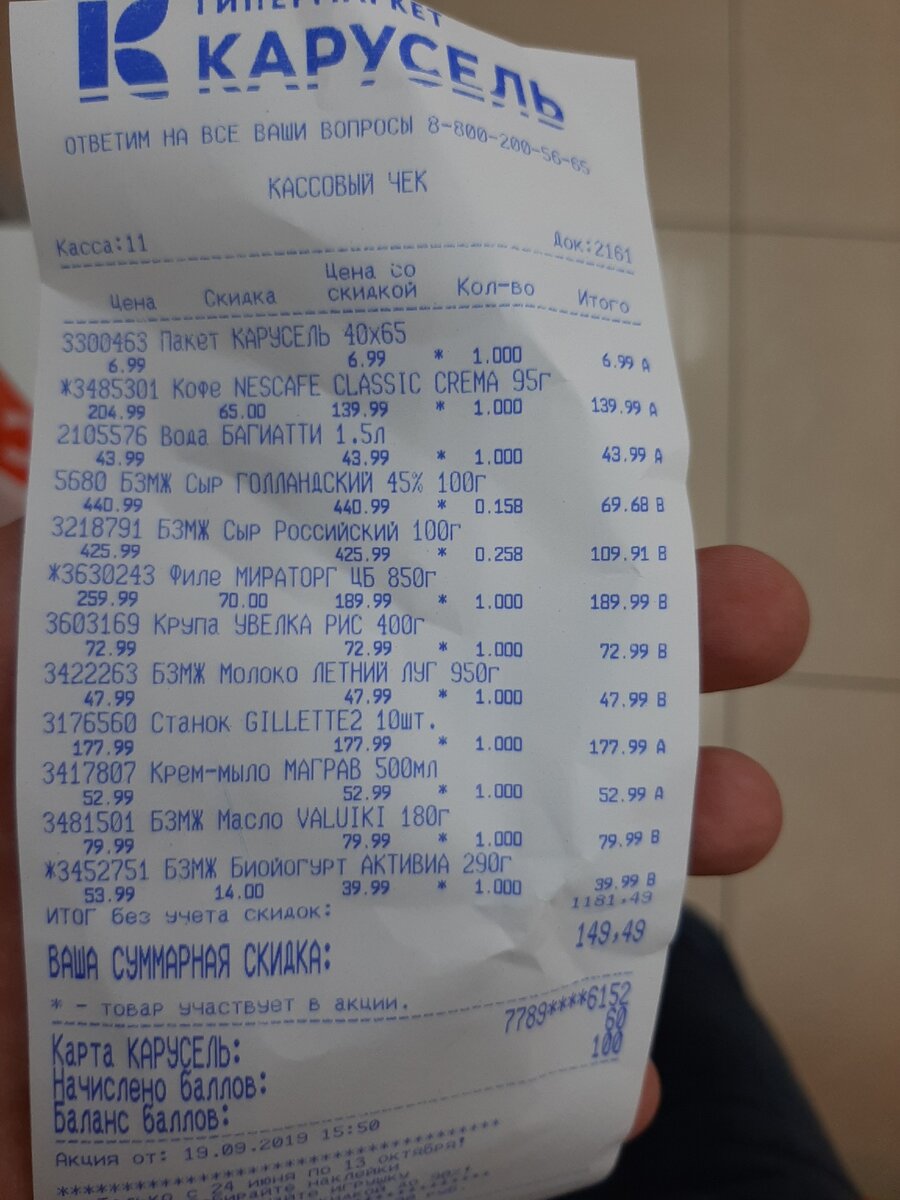 ГИПЕРМАРКЕТ
КАРУСЕЛЬ
ОТВЕТИМ НА ВСЕ ВАШИ ВОПРОСЫ 8-800-200-56-65
КАССОВЫЙ ЧЕК
Касса:11 Док:2161
Цена Скидка Цена со скидкой Кол-во Итого
3300463 Пакет КАРУСЕЛЬ 40х65
6.99 6.99 * 1.000 6.99 А
*3485301 Кофе NESCAFE CLASSIC CREMA 95г
204.99 65.00 139.99 * 1.000 139.99 А
2105576 Вода БАГИАТТИ 1.5л
43.99 43.99 * 1.000 43.99 А
5680 БЗМЖ Сыр ГОЛЛАНДСКИЙ 45% 100г
440.99 440.99 * 0.158 69.68 В
3218791 БЗМЖ Сыр Российский 100г
425.99 425.99 * 0.258 109.91 В
*3630243 Филе МИРАТОРГ ЦБ 850г
259.99 70.00 189.99 * 1.000 189.99 В
3603169 Крупа УВЕЛКА РИС 400г
72.99 72.99 * 1.000 72.99 В
3422263 БЗМЖ Молоко ЛЕТНИЙ ЛУГ 950г
47.99 47.99 * 1.000 47.99 В
3176560 Станок GILLETTE2 10шт.
177.99 177.99 * 1.000 177.99 А
3417807 Крем-мыло МАГРАВ 500мл
52.99 52.99 * 1.000 52.99 А
3481501 БЗМЖ Масло VALUIKI 180г
79.99 79.99 * 1.000 79.99 В
*3452751 БЗМЖ Биойогурт АКТИВИА 290г
53.99 14.00 39.99 * 1.000 39.99 В
ИТОГ без учета скидок: 1181,49
ВАША СУММАРНАЯ СКИДКА: 149,49
* - товар участвует в акции.
Карта КАРУСЕЛЬ: 7789****6152
Начислено баллов: 60
Баланс баллов: 100
Акция от: 19.09.2019 15:50
***********************************
с 24 июня по 13 октября!
наклейки
игрушку